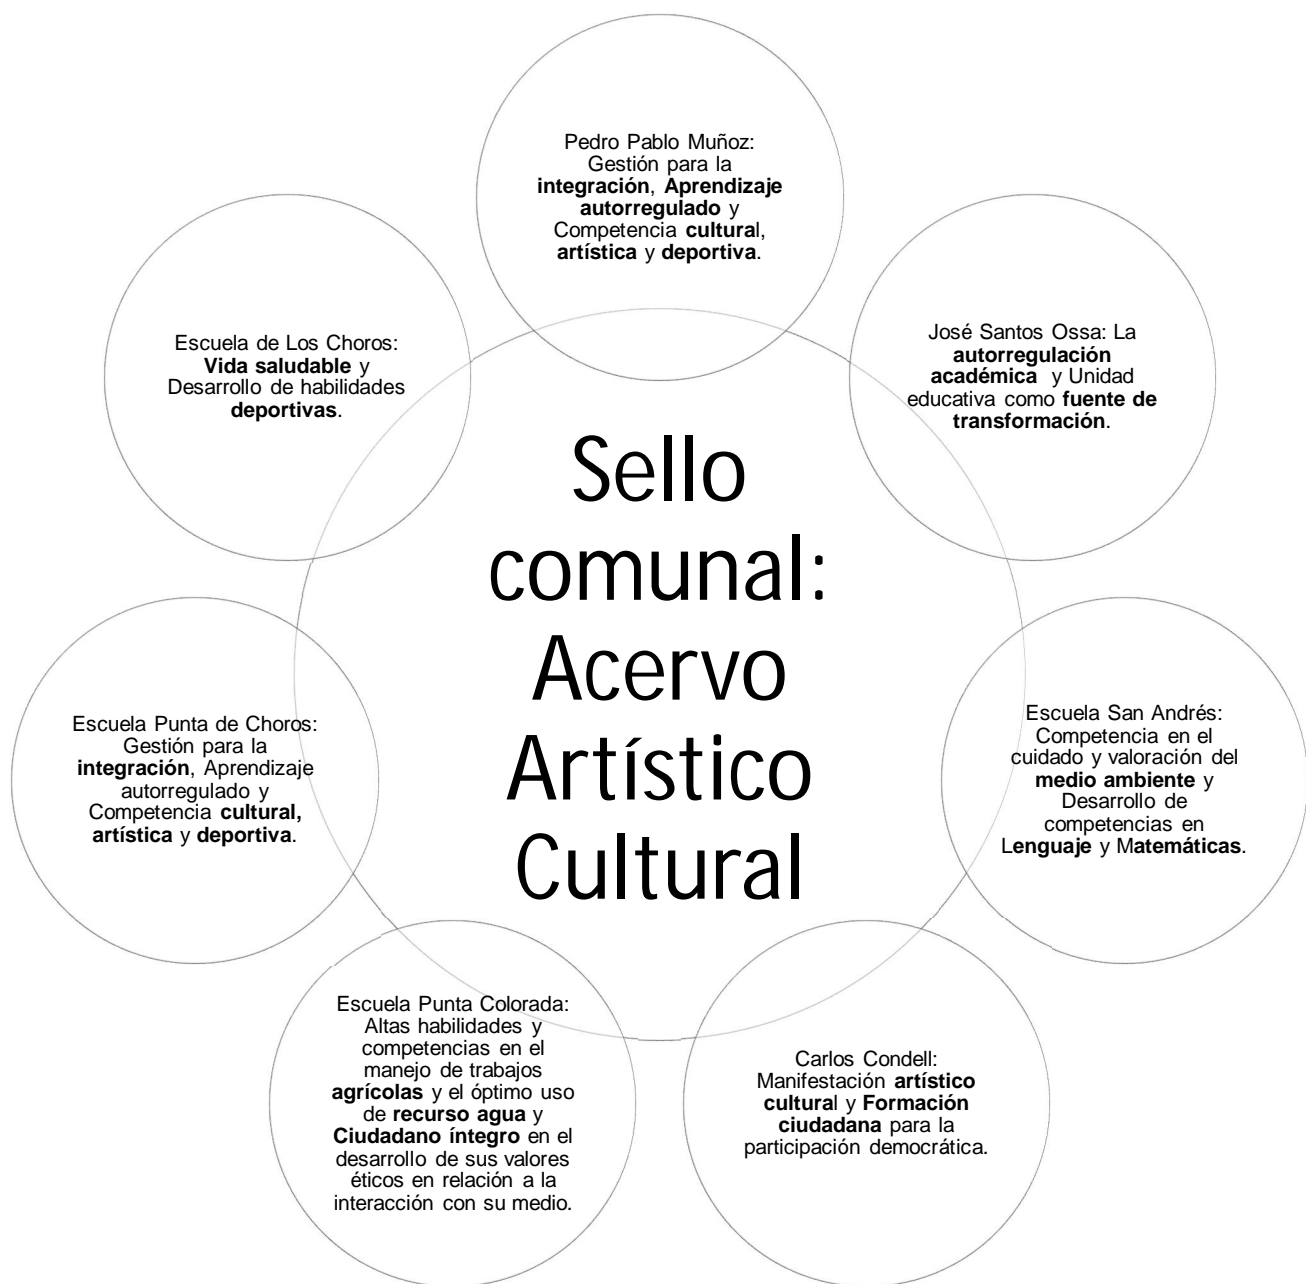 Pedro Pablo Muñoz:
Gestión para la
integración, Aprendizaje
autorregulado y
Competencia cultural,
artística y deportiva.
José Santos Ossa: La
autorregulación
académica y Unidad
educativa como fuente de
transformación.
Escuela San Andrés:
Competencia en el
cuidado y valoración del
medio ambiente y
Desarrollo de
competencias en
Lenguaje y Matemáticas.
Carlos Condell:
Manifestación artístico
cultural y Formación
ciudadana para la
participación democrática.
Escuela Punta Colorada:
Altas habilidades y
competencias en el
manejo de trabajos
agrícolas y el óptimo uso
de recurso agua y
Ciudadano íntegro en el
desarrollo de sus valores
éticos en relación a la
interacción con su medio.
Escuela Punta de Choros:
Gestión para la
integración, Aprendizaje
autorregulado y
Competencia cultural,
artística y deportiva.
Escuela de Los Choros:
Vida saludable y
Desarrollo de habilidades
deportivas.
Sello
comunal:
Acervo
Artístico
Cultural